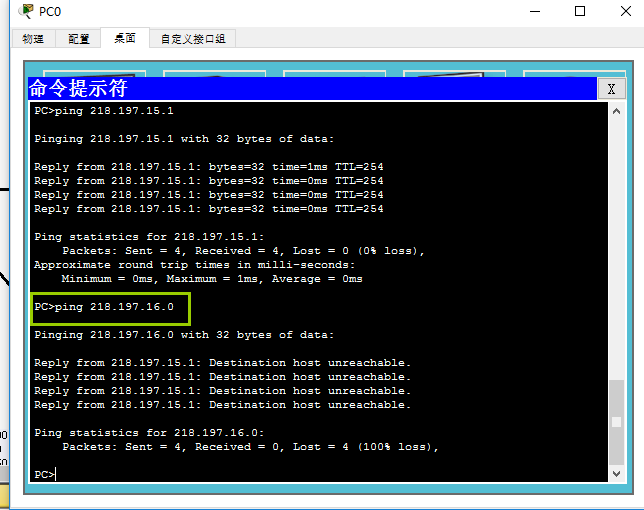 PC0
物理
配置
桌面
自定义接口组
命令提示符
X
PC>ping 218.197.15.1
Pinging 218.197.15.1 with 32 bytes of data:
Reply from 218.197.15.1: bytes=32 time=1ms TTL=254
Reply from 218.197.15.1: bytes=32 time=0ms TTL=254
Reply from 218.197.15.1: bytes=32 time=0ms TTL=254
Reply from 218.197.15.1: bytes=32 time=0ms TTL=254
Ping statistics for 218.197.15.1:
Packets: Sent = 4, Received = 4, Lost = 0 (0% loss),
Approximate round trip times in milli-seconds:
Minimum = 0ms, Maximum = 1ms, Average = 0ms
PC>ping 218.197.16.0
Pinging 218.197.16.0 with 32 bytes of data:
Reply from 218.197.15.1: Destination host unreachable.
Reply from 218.197.15.1: Destination host unreachable.
Reply from 218.197.15.1: Destination host unreachable.
Reply from 218.197.15.1: Destination host unreachable.
Ping statistics for 218.197.16.0:
Packets: Sent = 4, Received = 0, Lost = 4 (100% loss),
PC>